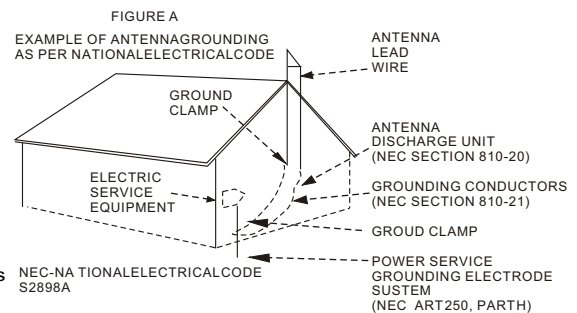 FIGURE A
EXAMPLE OF ANTENNAGROUNDING
AS PER NATIONALELECTRICALCODE
ANTENNA
LEAD
WIRE
GROUND
CLAMP
ANTENNA
DISCHARGE UNIT
(NEC SECTION 810-20)
ELECTRIC
SERVICE
EQUIPMENT
GROUNDING CONDUCTORS
(NEC SECTION 810-21)
GROUD CLAMP
POWER SERVICE
GROUNDING ELECTRODE
SUSTEM
(NEC ART250, PARTH)
s NEC-NA TIONALELECTRICALCODE
S2898A